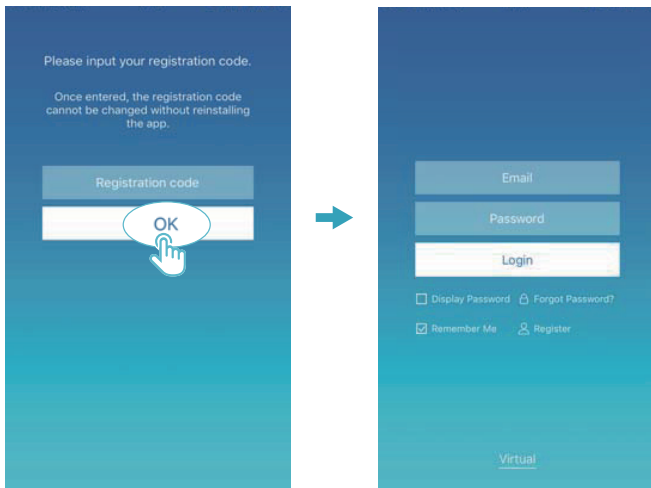 Please input your registration code.
Once entered, the registration code
cannot be changed without reinstalling
the app.
Registration code
OK
Email
Password
Login
Display Password Forgot Password?
Remember Me Register
Virtual